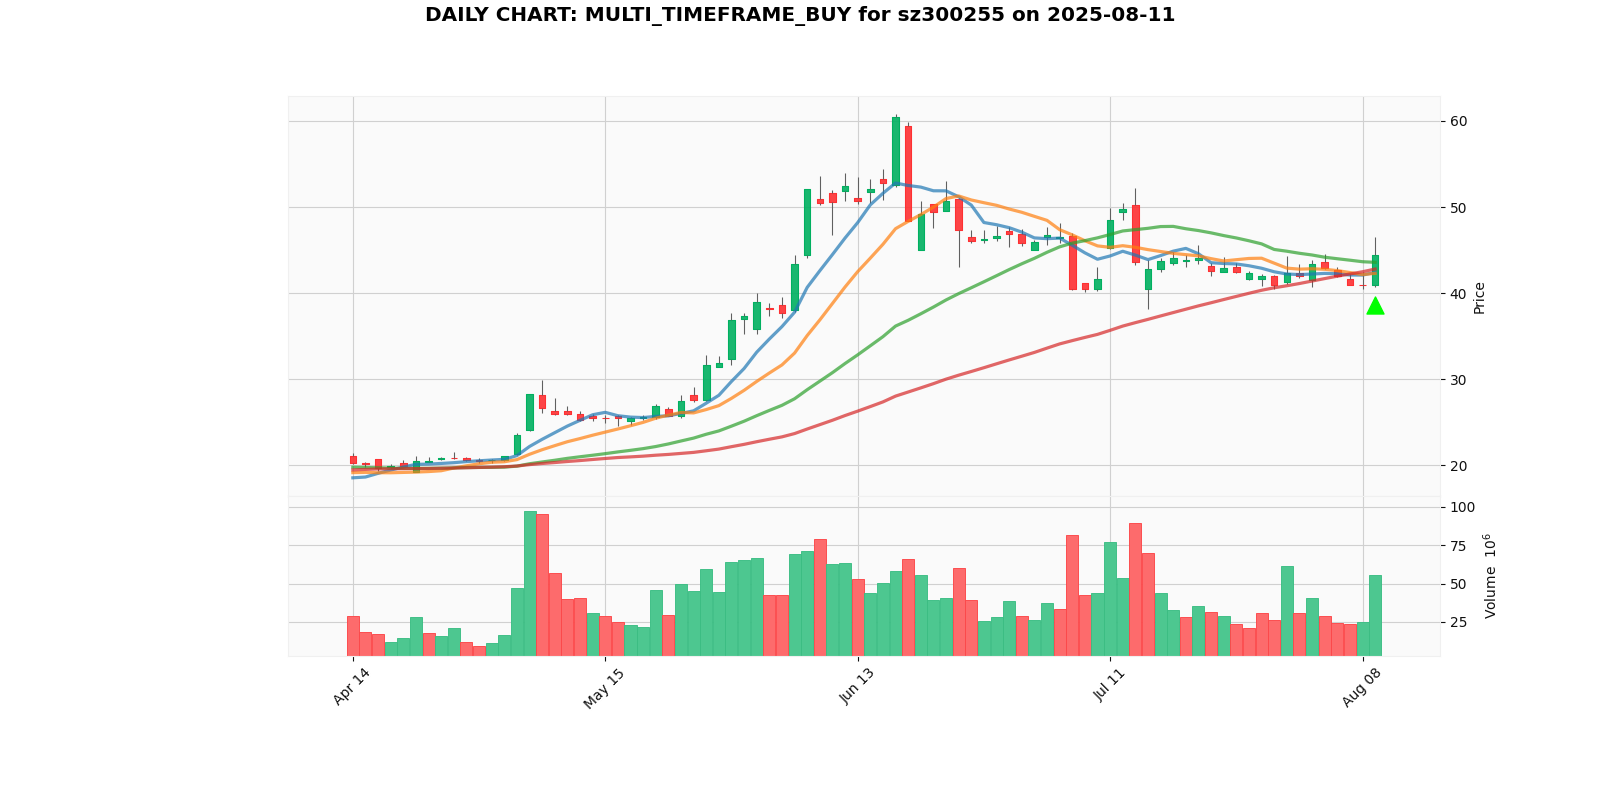 DAILY CHART: MULTI_TIMEFRAME_BUY for sz300255 on 2025-08-11
60
50
40
30
20
Price
100
75
50
25
Volume 10^6
Apr 14
May 15
Jun 13
Jul 11
Aug 08